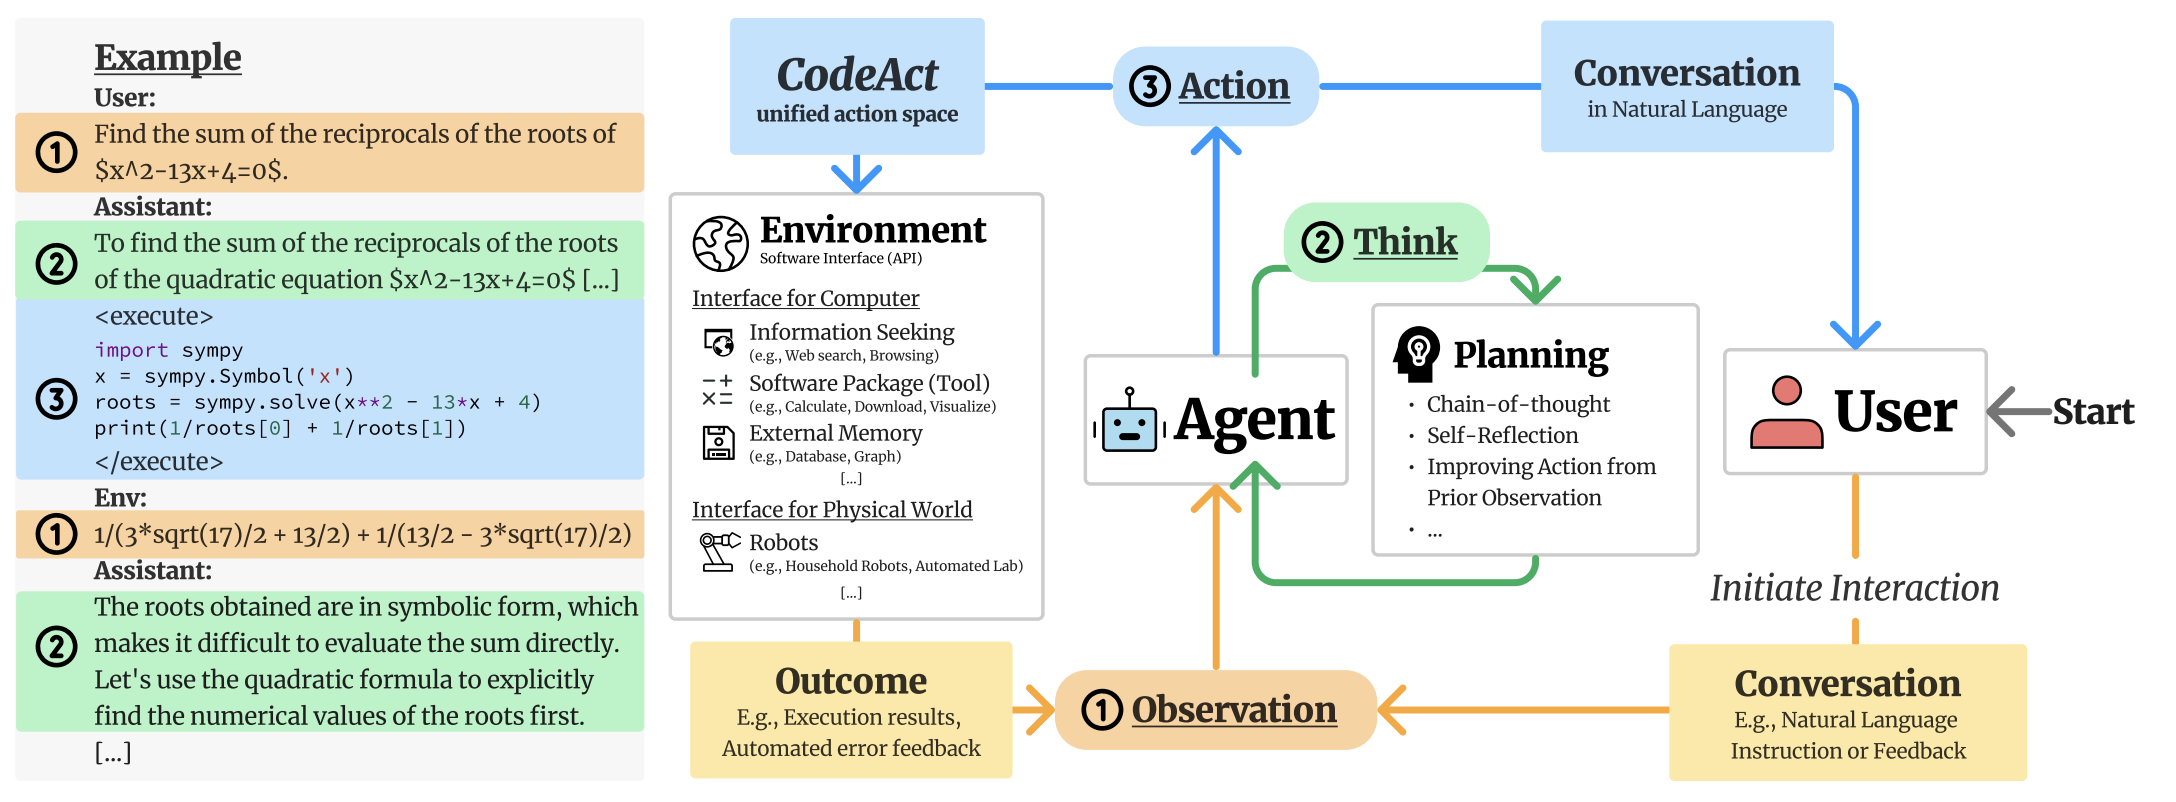 Example
User:
1 Find the sum of the reciprocals of the roots of
$x^2-13x+4=0$.
Assistant:
2 To find the sum of the reciprocals of the roots
of the quadratic equation $x^2-13x+4=0$ [...]
<execute>
import sympy
x = sympy.Symbol('x')
3 roots = sympy.solve(x**2 - 13*x + 4)
print(1/roots[0] + 1/roots[1])
</execute>
Env:
1 1/(3*sqrt(17)/2 + 13/2) + 1/(13/2 - 3*sqrt(17)/2)
Assistant:
2 The roots obtained are in symbolic form, which
makes it difficult to evaluate the sum directly.
Let's use the quadratic formula to explicitly
find the numerical values of the roots first.
[...]
CodeAct
unified action space
3 Action
Conversation
in Natural Language
Environment
Software Interface (API)
Interface for Computer
Information Seeking
(e.g., Web search, Browsing)
Software Package (Tool)
(e.g., Calculate, Download, Visualize)
External Memory
(e.g., Database, Graph)
[...]
Interface for Physical World
Robots
(e.g., Household Robots, Automated Lab)
[...]
2 Think
Agent
Planning
· Chain-of-thought
· Self-Reflection
· Improving Action from
Prior Observation
· ...
User
Start
Initiate Interaction
Outcome
E.g., Execution results,
Automated error feedback
1 Observation
Conversation
E.g., Natural Language
Instruction or Feedback